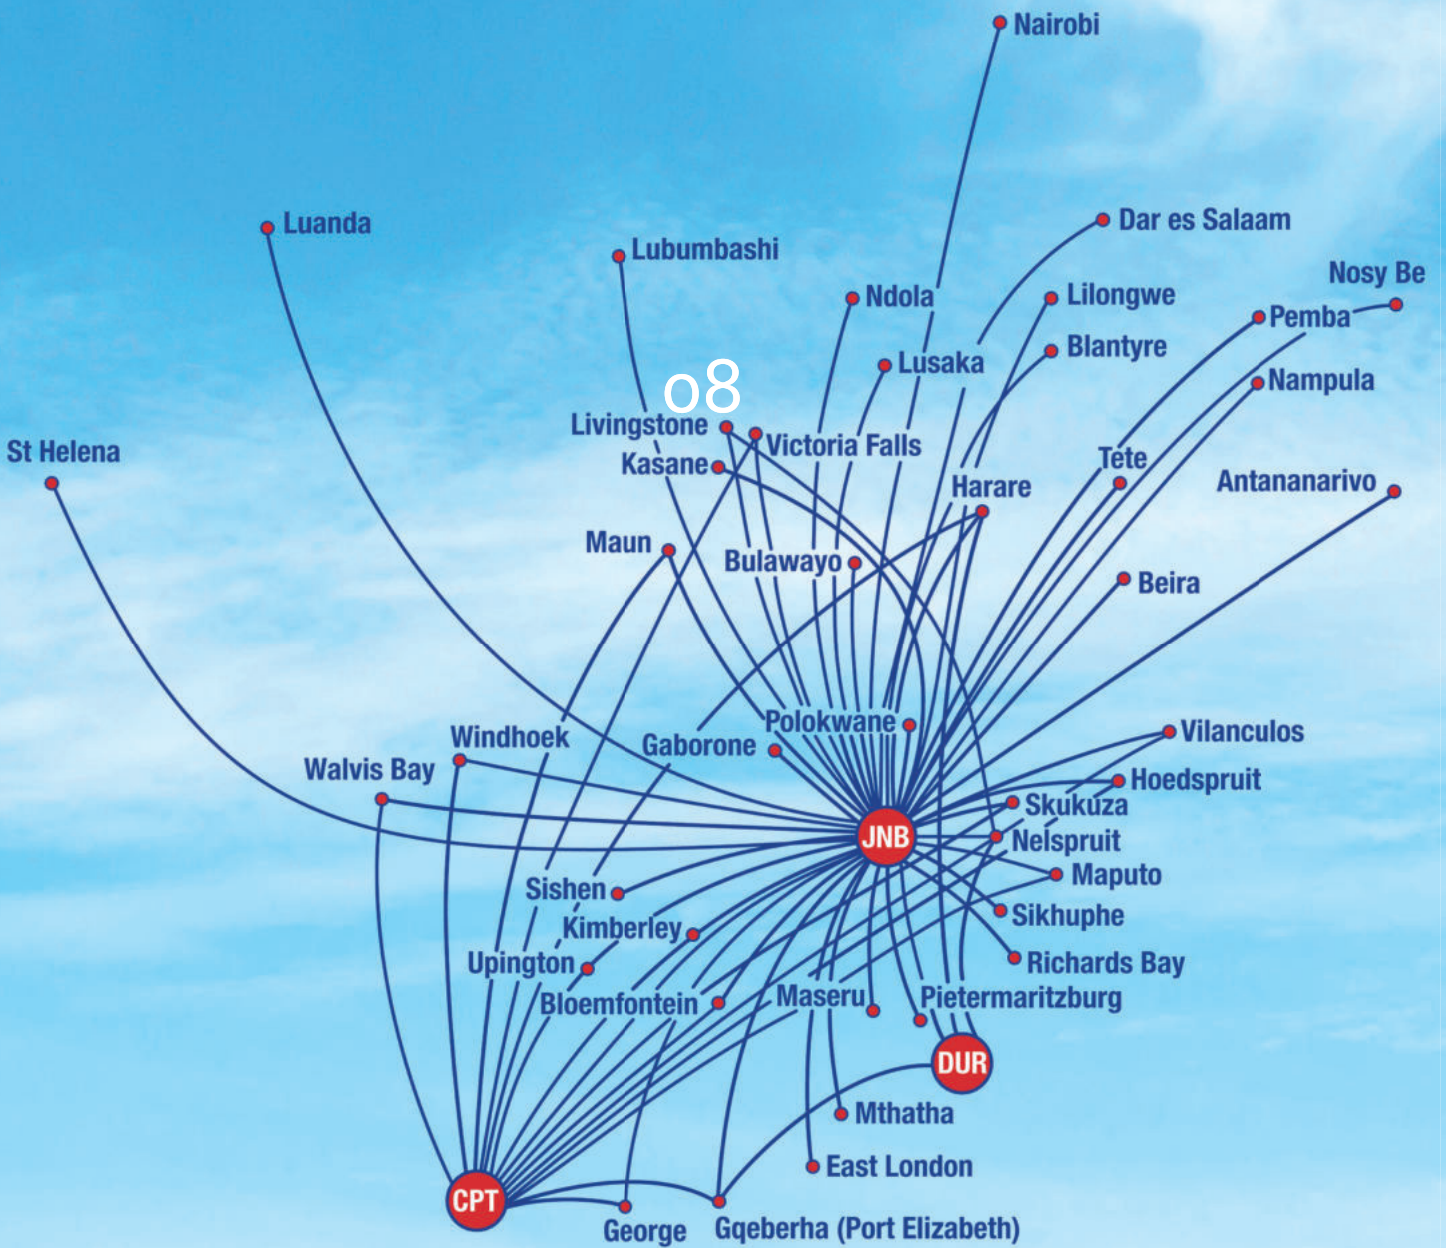 Nairobi
Luanda
Dar es Salaam
Lubumbashi
Nosy Be
Ndola
Lilongwe
Pemba
Blantyre
Lusaka
Nampula
o8
Livingstone
Victoria Falls
St Helena
Kasane
Tete
Harare
Antananarivo
Maun
Bulawayo
Beira
Polokwane
Vilanculos
Windhoek
Gaborone
Walvis Bay
Hoedspruit
Skukuza
JNB
Nelspruit
Maputo
Sishen
Sikhuphe
Kimberley
Upington
Richards Bay
Bloemfontein
Maseru
Pietermaritzburg
DUR
Mthatha
East London
CPT
George
Gqeberha (Port Elizabeth)